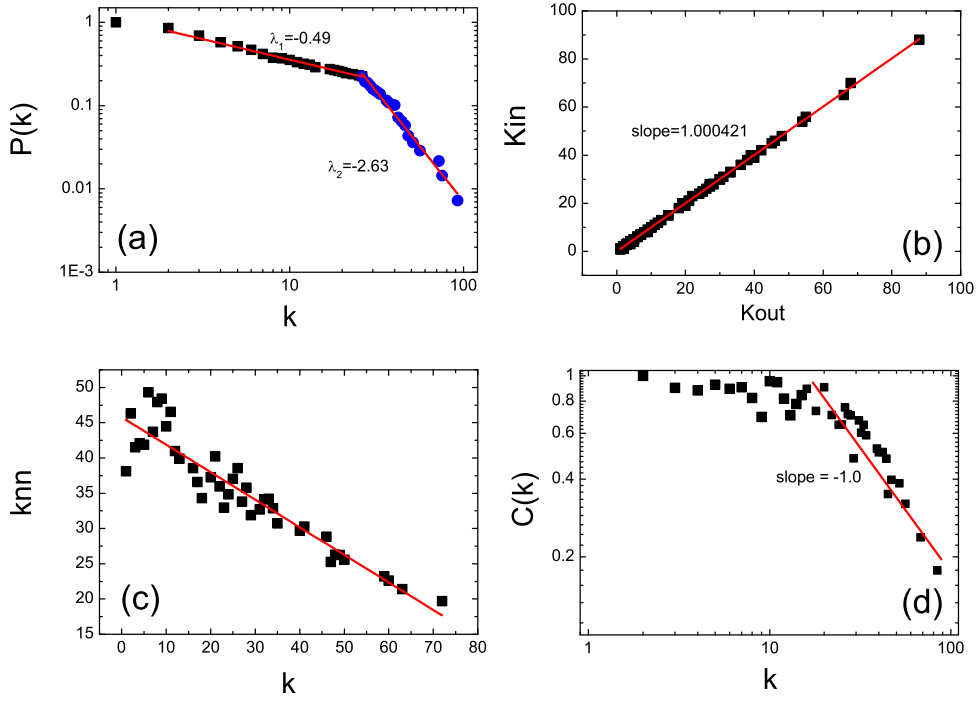 1
0.1
0.01
1E-3
P(k)
λ1=-0.49
λ2=-2.63
(a)
1 10 100
k
100
80
60
40
20
0
Kin
slope=1.000421
(b)
0 20 40 60 80 100
Kout
50
45
40
35
30
25
20
15
knn
(c)
0 10 20 30 40 50 60 70 80
k
1
0.8
0.6
0.4
0.2
C(k)
slope = -1.0
(d)
1 10 100
k